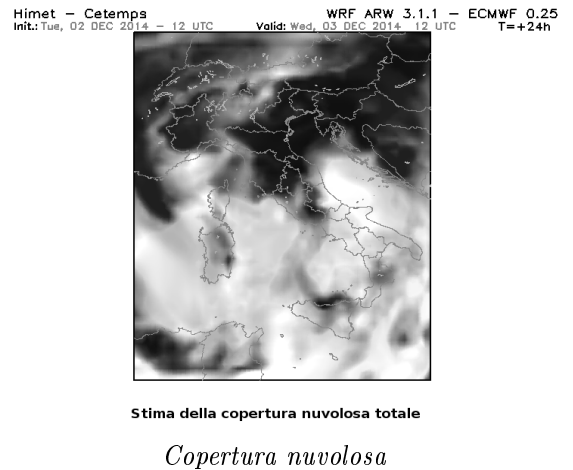 Himet – Cetemps WRF ARW 3.1.1 – ECMWF 0.25
Init.: Tue, 02 DEC 2014 – 12 UTC Valid: Wed, 03 DEC 2014 12 UTC T=+24h
Stima della copertura nuvolosa totale
Copertura nuvolosa